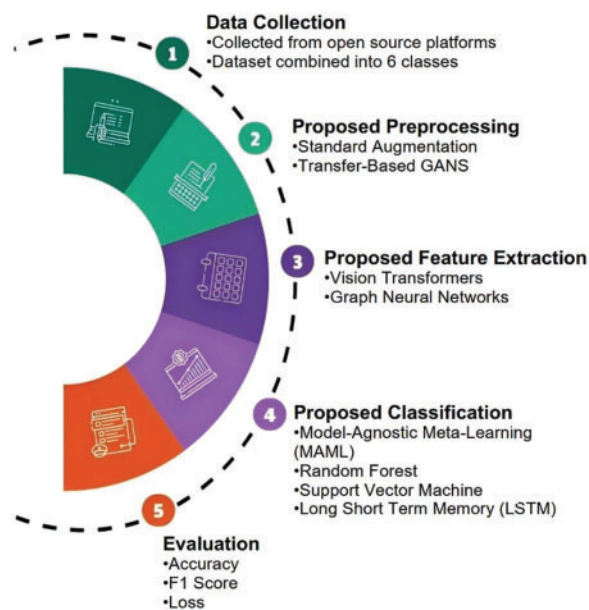 1
Data Collection
•Collected from open source platforms
•Dataset combined into 6 classes
2
Proposed Preprocessing
•Standard Augmentation
•Transfer-Based GANS
3
Proposed Feature Extraction
•Vision Transformers
•Graph Neural Networks
4
Proposed Classification
•Model-Agnostic Meta-Learning
(MAML)
•Random Forest
•Support Vector Machine
•Long Short Term Memory (LSTM)
5
Evaluation
•Accuracy
•F1 Score
•Loss